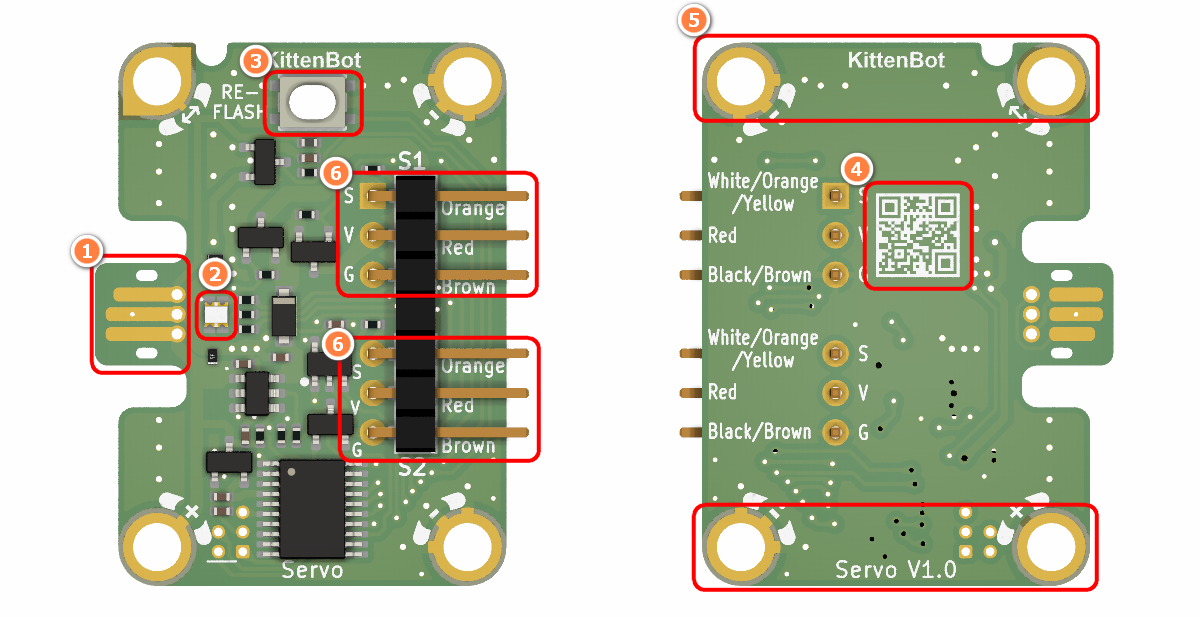 KittenBot
3
RE-
FLASH
S1
6
S
Orange
V
Red
G
Brown
1
2
6
S
Orange
V
Red
G
Brown
S2
Servo
5
KittenBot
4
White/Orange
/Yellow
S
Red
V
Black/Brown
G
White/Orange
/Yellow
S
Red
V
Black/Brown
G
Servo V1.0